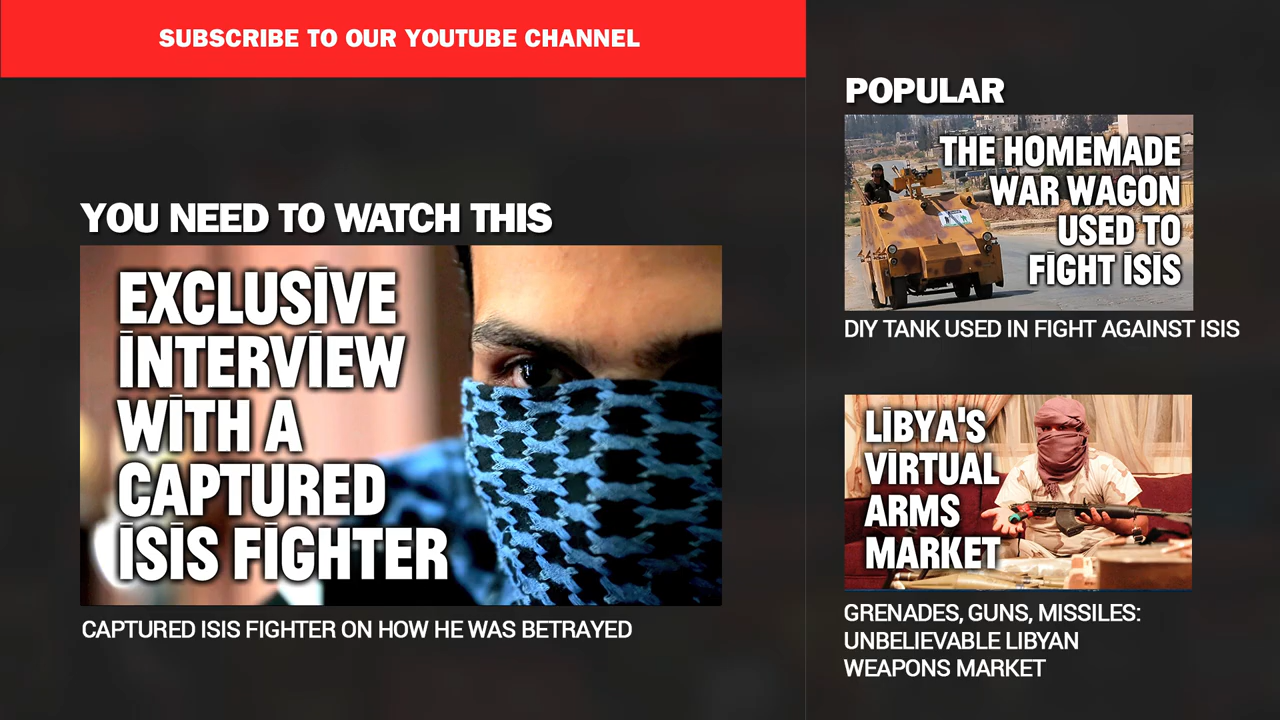 SUBSCRIBE TO OUR YOUTUBE CHANNEL
YOU NEED TO WATCH THIS
EXCLUSIVE
INTERVIEW
WITH A
CAPTURED
ISIS FIGHTER
CAPTURED ISIS FIGHTER ON HOW HE WAS BETRAYED
POPULAR
THE HOMEMADE
WAR WAGON
USED TO
FIGHT ISIS
DIY TANK USED IN FIGHT AGAINST ISIS
LIBYA'S
VIRTUAL
ARMS
MARKET
GRENADES, GUNS, MISSILES:
UNBELIEVABLE LIBYAN
WEAPONS MARKET